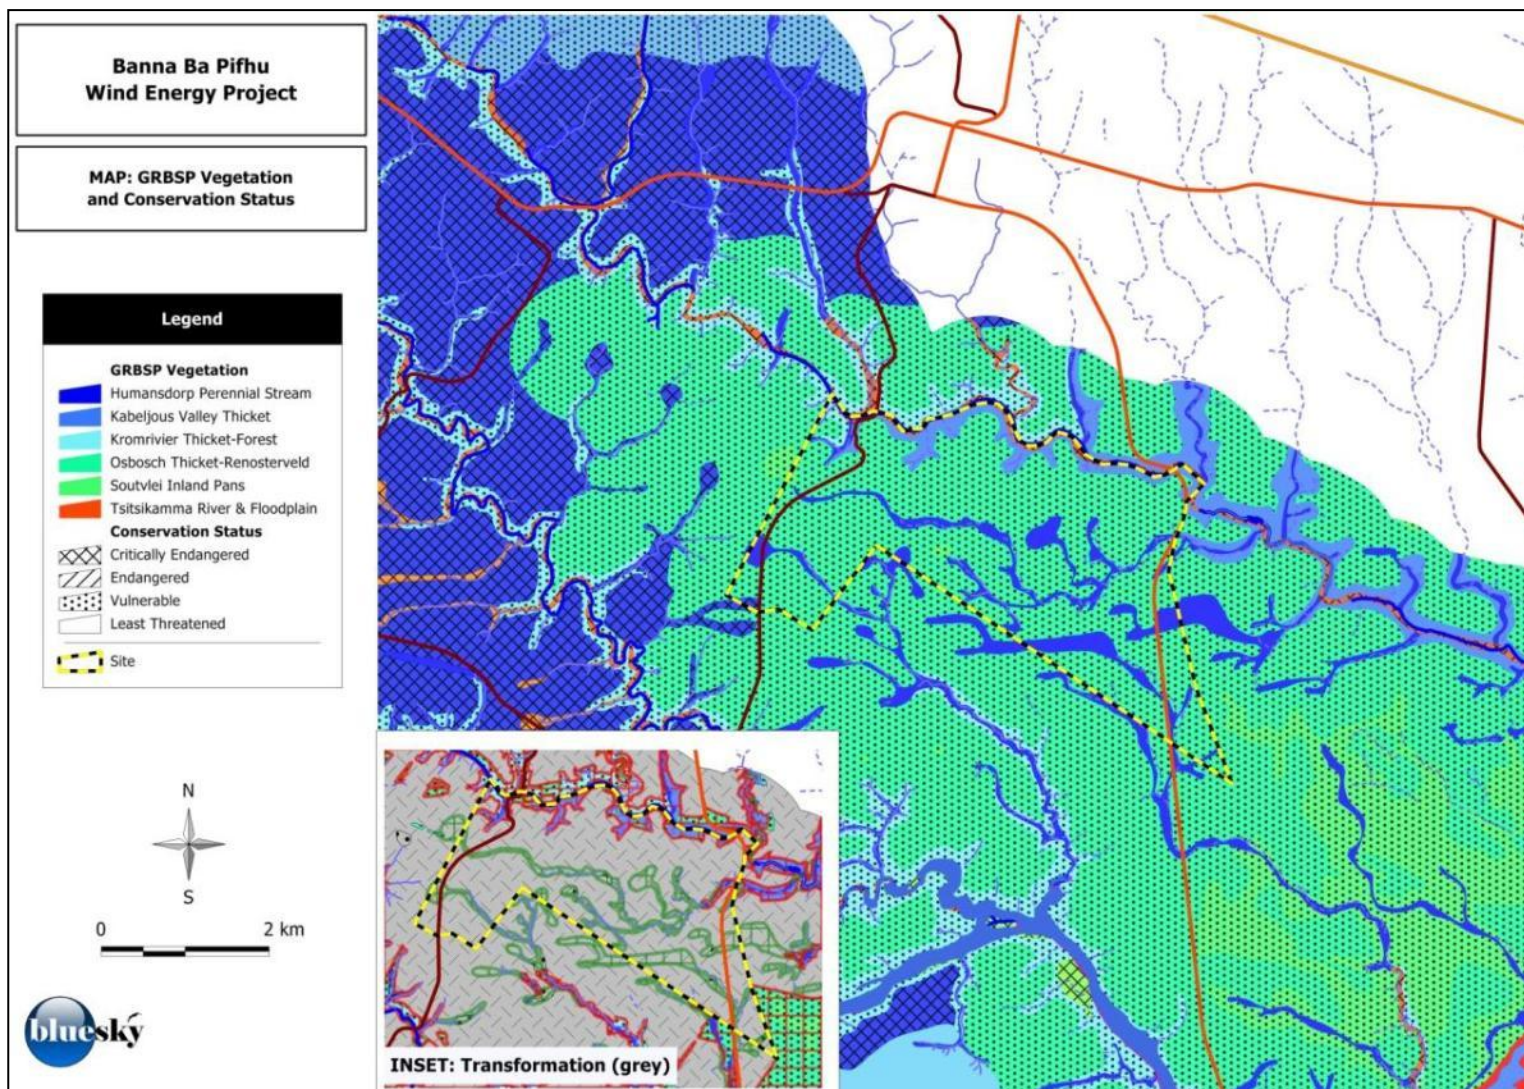 Banna Ba Pifhu
Wind Energy Project
MAP: GRBSP Vegetation
and Conservation Status
Legend
GRBSP Vegetation
Humansdorp Perennial Stream
Kabeljous Valley Thicket
Kromrivier Thicket-Forest
Osbosch Thicket-Renosterveld
Soutvlei Inland Pans
Tsitsikamma River & Floodplain
Conservation Status
Critically Endangered
Endangered
Vulnerable
Least Threatened
Site
N
S
0 2 km
bluesky
INSET: Transformation (grey)